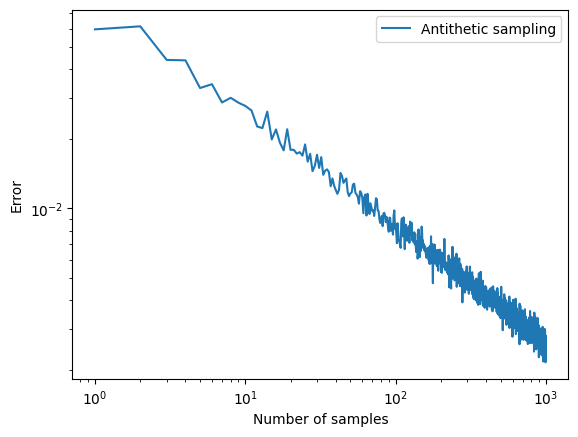 Antithetic sampling
Error
10⁻²
10⁰
10¹
10²
10³
Number of samples